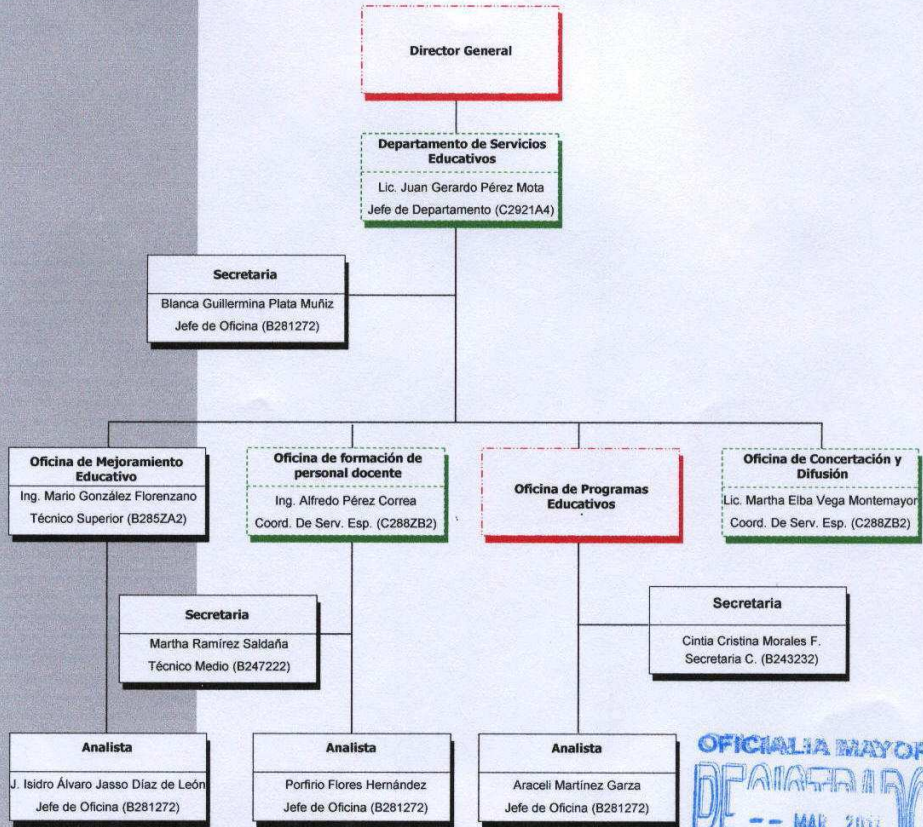 Director General
Departamento de Servicios
Educativos
Lic. Juan Gerardo Pérez Mota
Jefe de Departamento (C2921A4)
Secretaria
Blanca Guillermina Plata Muñiz
Jefe de Oficina (B281272)
Oficina de Mejoramiento
Educativo
Ing. Mario González Florenzano
Técnico Superior (B285ZA2)
Oficina de formación de
personal docente
Ing. Alfredo Pérez Correa
Coord. De Serv. Esp. (C288ZB2)
Oficina de Programas
Educativos
Oficina de Concertación y
Difusión
Lic. Martha Elba Vega Montemayor
Coord. De Serv. Esp. (C288ZB2)
Secretaria
Martha Ramírez Saldaña
Técnico Medio (B247222)
Secretaria
Cintia Cristina Morales F.
Secretaria C. (B243232)
Analista
J. Isidro Álvaro Jasso Díaz de León
Jefe de Oficina (B281272)
Analista
Porfirio Flores Hernández
Jefe de Oficina (B281272)
Analista
Araceli Martínez Garza
Jefe de Oficina (B281272)
OFICIALIA MAYOR
-- MAR